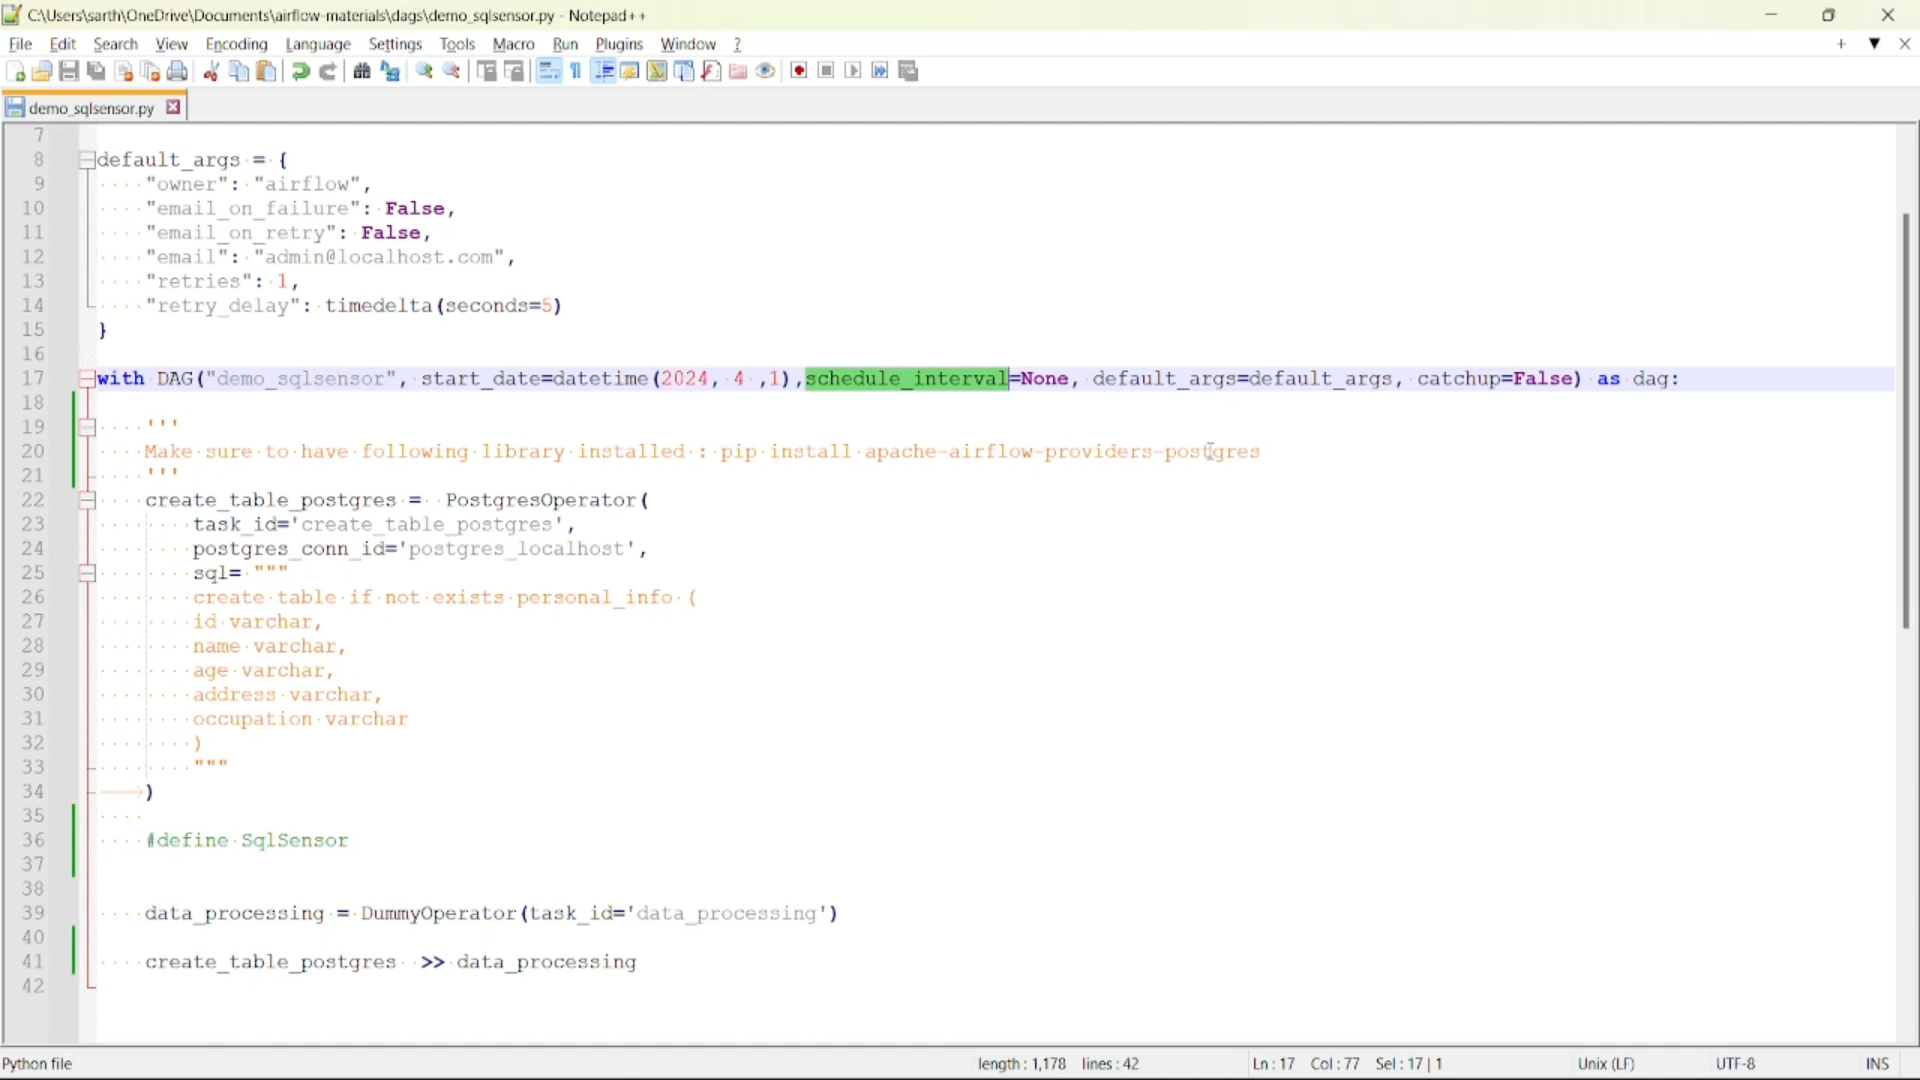 C:\Users\sarth\OneDrive\Documents\airflow-materials\dags\demo_sqlsensor.py - Notepad++
File Edit Search View Encoding Language Settings Tools Macro Run Plugins Window ?
demo_sqlsensor.py
7
8 default_args = {
9 "owner": "airflow",
10 "email_on_failure": False,
11 "email_on_retry": False,
12 "email": "admin@localhost.com",
13 "retries": 1,
14 "retry_delay": timedelta(seconds=5)
15 }
16
17 with DAG("demo_sqlsensor", start_date=datetime(2024, 4 ,1),schedule_interval=None, default_args=default_args, catchup=False) as dag:
18
19 '''
20 Make sure to have following library installed : pip install apache-airflow-providers-postgres
21 '''
22 create_table_postgres = PostgresOperator(
23 task_id='create_table_postgres',
24 postgres_conn_id='postgres_localhost',
25 sql= """
26 create table if not exists personal_info (
27 id varchar,
28 name varchar,
29 age varchar,
30 address varchar,
31 occupation varchar
32 )
33 """
34 )
35
36 #define SqlSensor
37
38
39 data_processing = DummyOperator(task_id='data_processing')
40
41 create_table_postgres >> data_processing
42
Python file length : 1,178 lines : 42 Ln : 17 Col : 77 Sel : 17 | 1 Unix (LF) UTF-8 INS